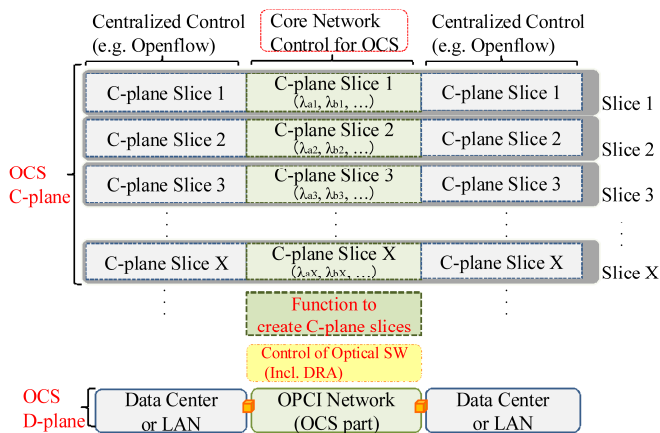 Centralized Control
(e.g. Openflow)
Core Network
Control for OCS
Centralized Control
(e.g. Openflow)
C-plane Slice 1
C-plane Slice 1
(λa1, λb1, …)
C-plane Slice 1
Slice 1
C-plane Slice 2
C-plane Slice 2
(λa2, λb2, …)
C-plane Slice 2
Slice 2
OCS
C-plane
C-plane Slice 3
C-plane Slice 3
(λa3, λb3, …)
C-plane Slice 3
Slice 3
C-plane Slice X
C-plane Slice X
(λaX, λbX, …)
C-plane Slice X
Slice X
Function to
create C-plane slices
Control of Optical SW
(Incl. DRA)
OCS
D-plane
Data Center
or LAN
OPCI Network
(OCS part)
Data Center
or LAN